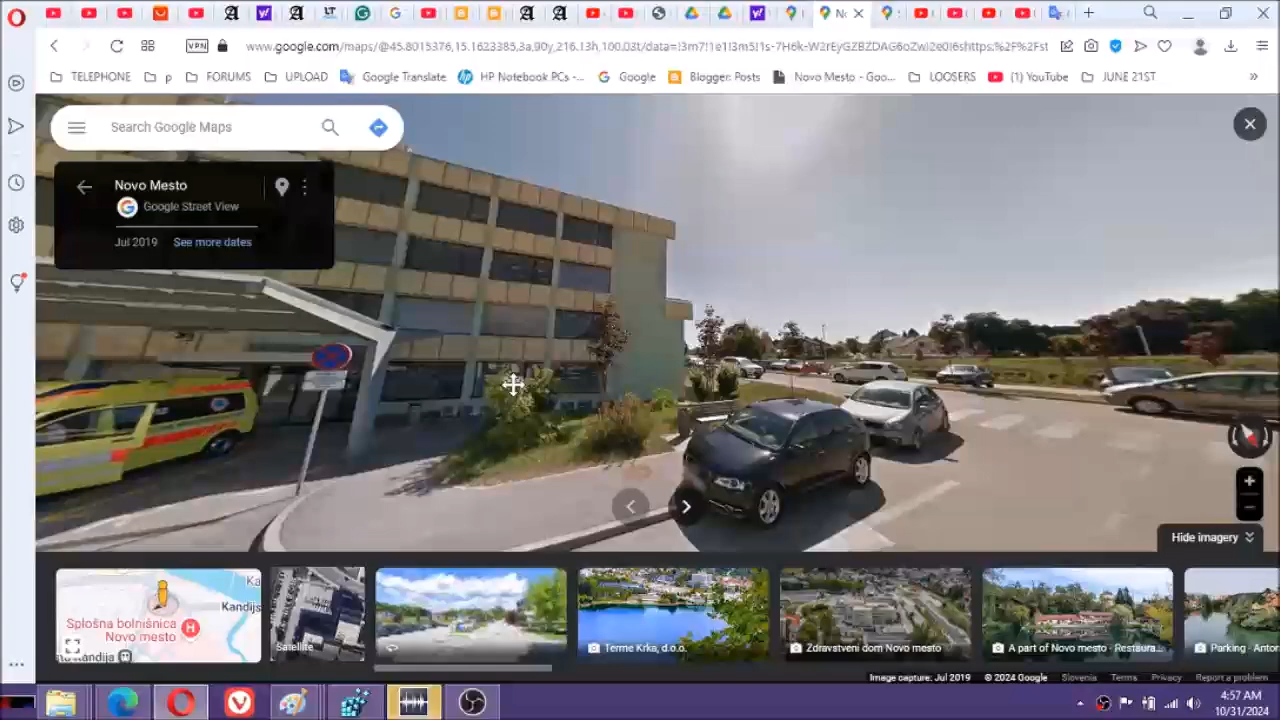 VPN
www.google.com/maps/@45.8015376,15.1623385,3a,90y,216.13h,100.03t/data=!3m7!1e1!3m5!1s-7H6k-W2rEyGZBZDAG6oZw!2e0!6shttps:%2F%2Fst
TELEPHONE p FORUMS UPLOAD Google Translate HP Notebook PCs -... Google Blogger: Posts Novo Mesto - Goo... LOOSERS (1) YouTube JUNE 21ST »
Search Google Maps
Novo Mesto
Google Street View
Jul 2019 See more dates
Hide imagery
Splošna bolnišnica
Novo mesto
Kandijs
Satellite
Terme Krka, d.o.o.
Zdravstveni dom Novo mesto
A part of Novo mesto - Restaura...
Parking - Anton
Image capture: Jul 2019 © 2024 Google Slovenia Terms Privacy Report a problem
4:57 AM
10/31/2024